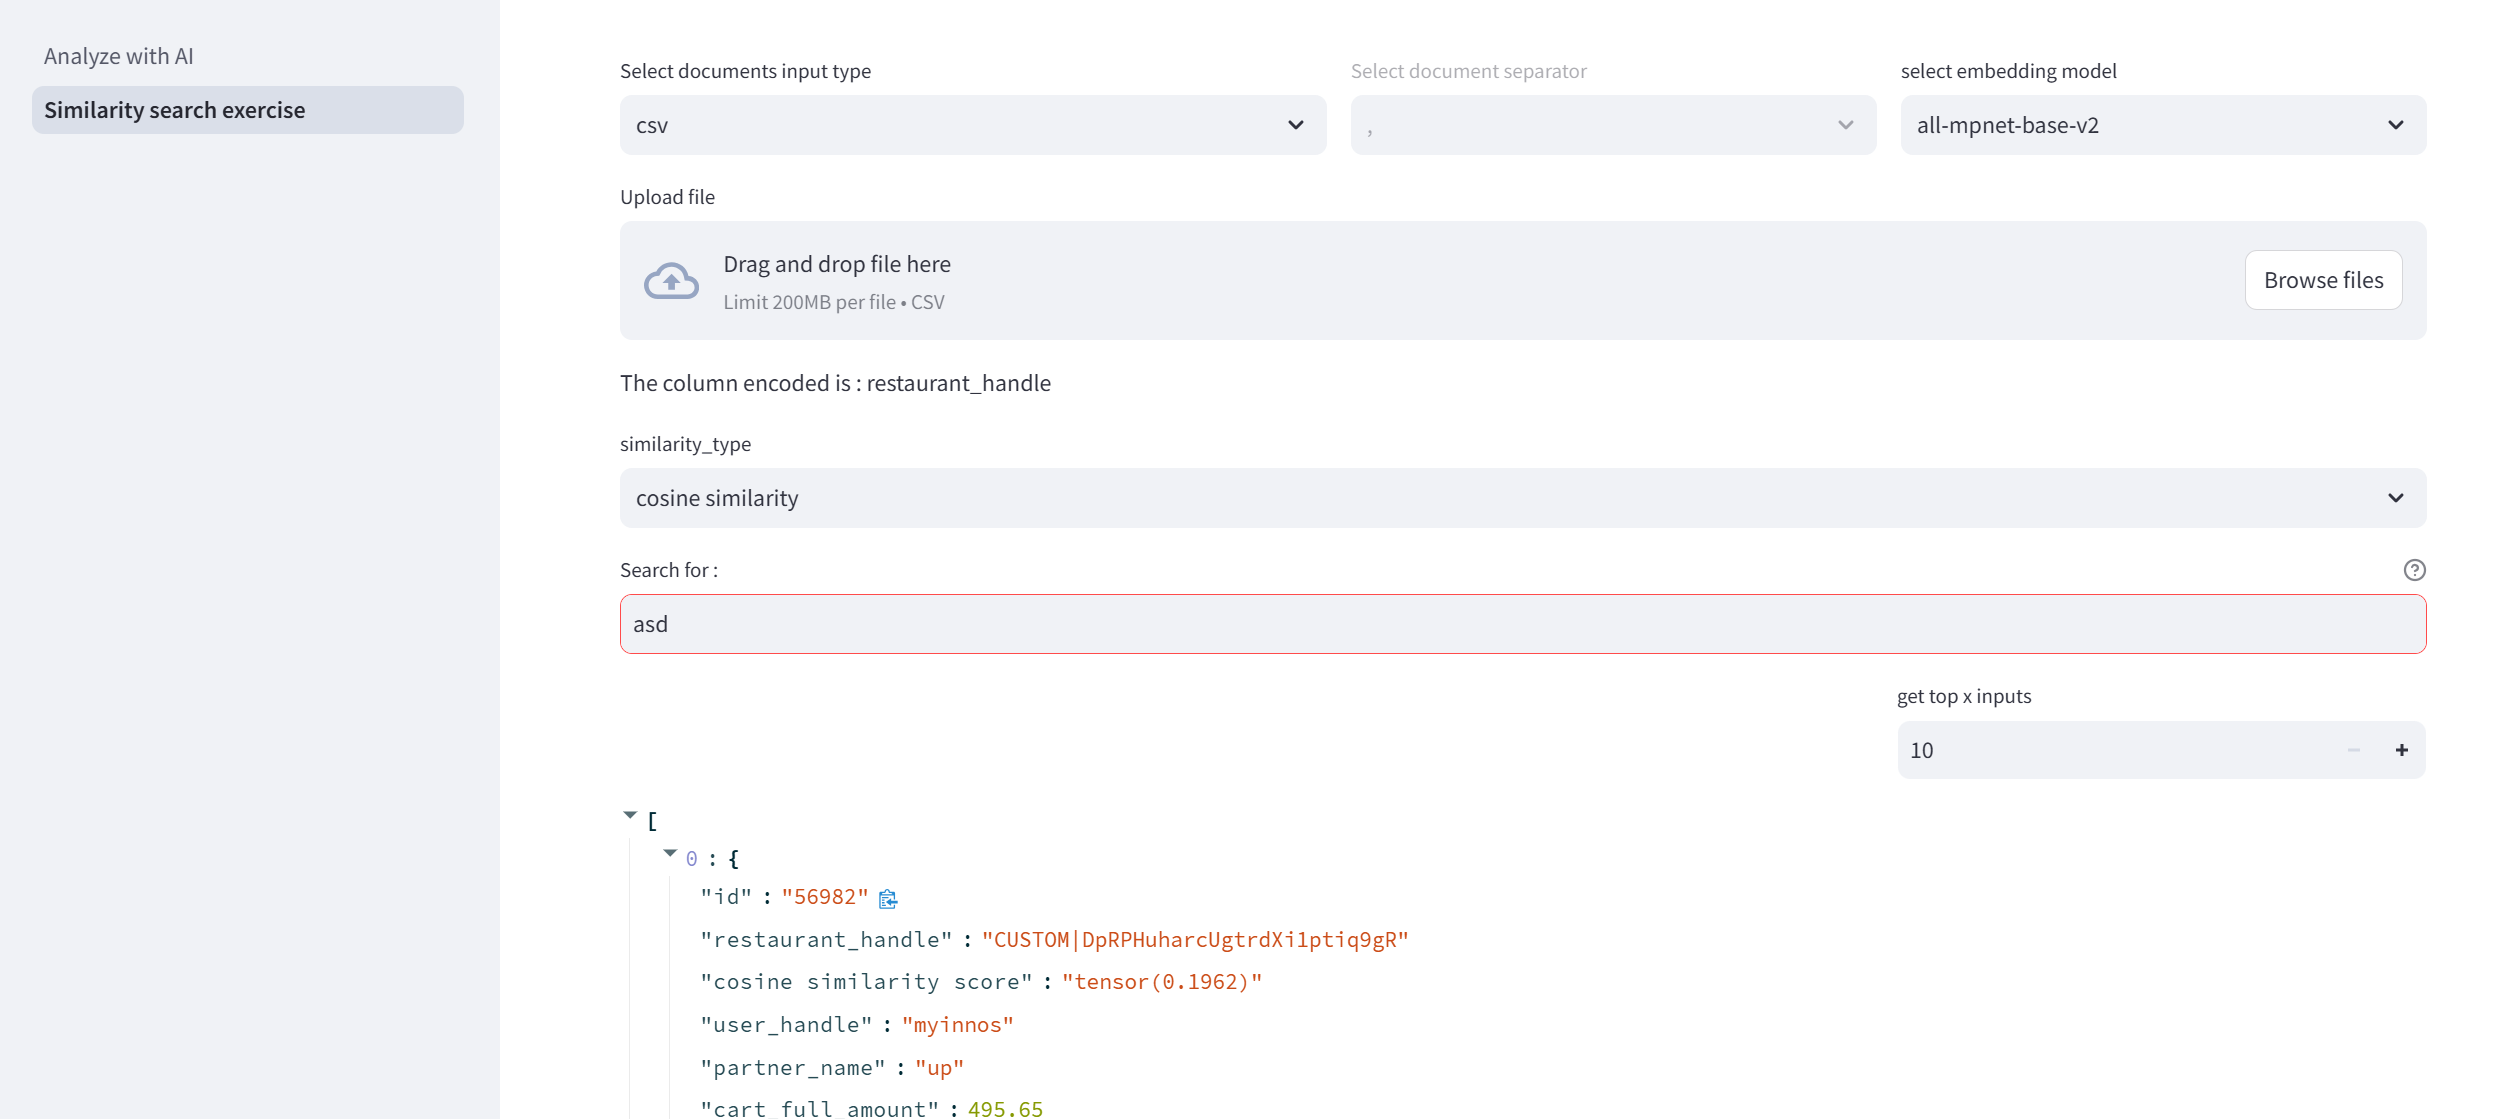 Analyze with AI
Similarity search exercise
Select documents input type
Select document separator
select embedding model
csv
,
all-mpnet-base-v2
Upload file
Drag and drop file here
Limit 200MB per file • CSV
Browse files
The column encoded is : restaurant_handle
similarity_type
cosine similarity
Search for :
asd
get top x inputs
10
[
0 : {
"id" : "56982"
"restaurant_handle" : "CUSTOM|DpRPHuharcUgtrdXi1ptiq9gR"
"cosine similarity score" : "tensor(0.1962)"
"user_handle" : "myinnos"
"partner_name" : "up"
"cart_full_amount" : 495.65